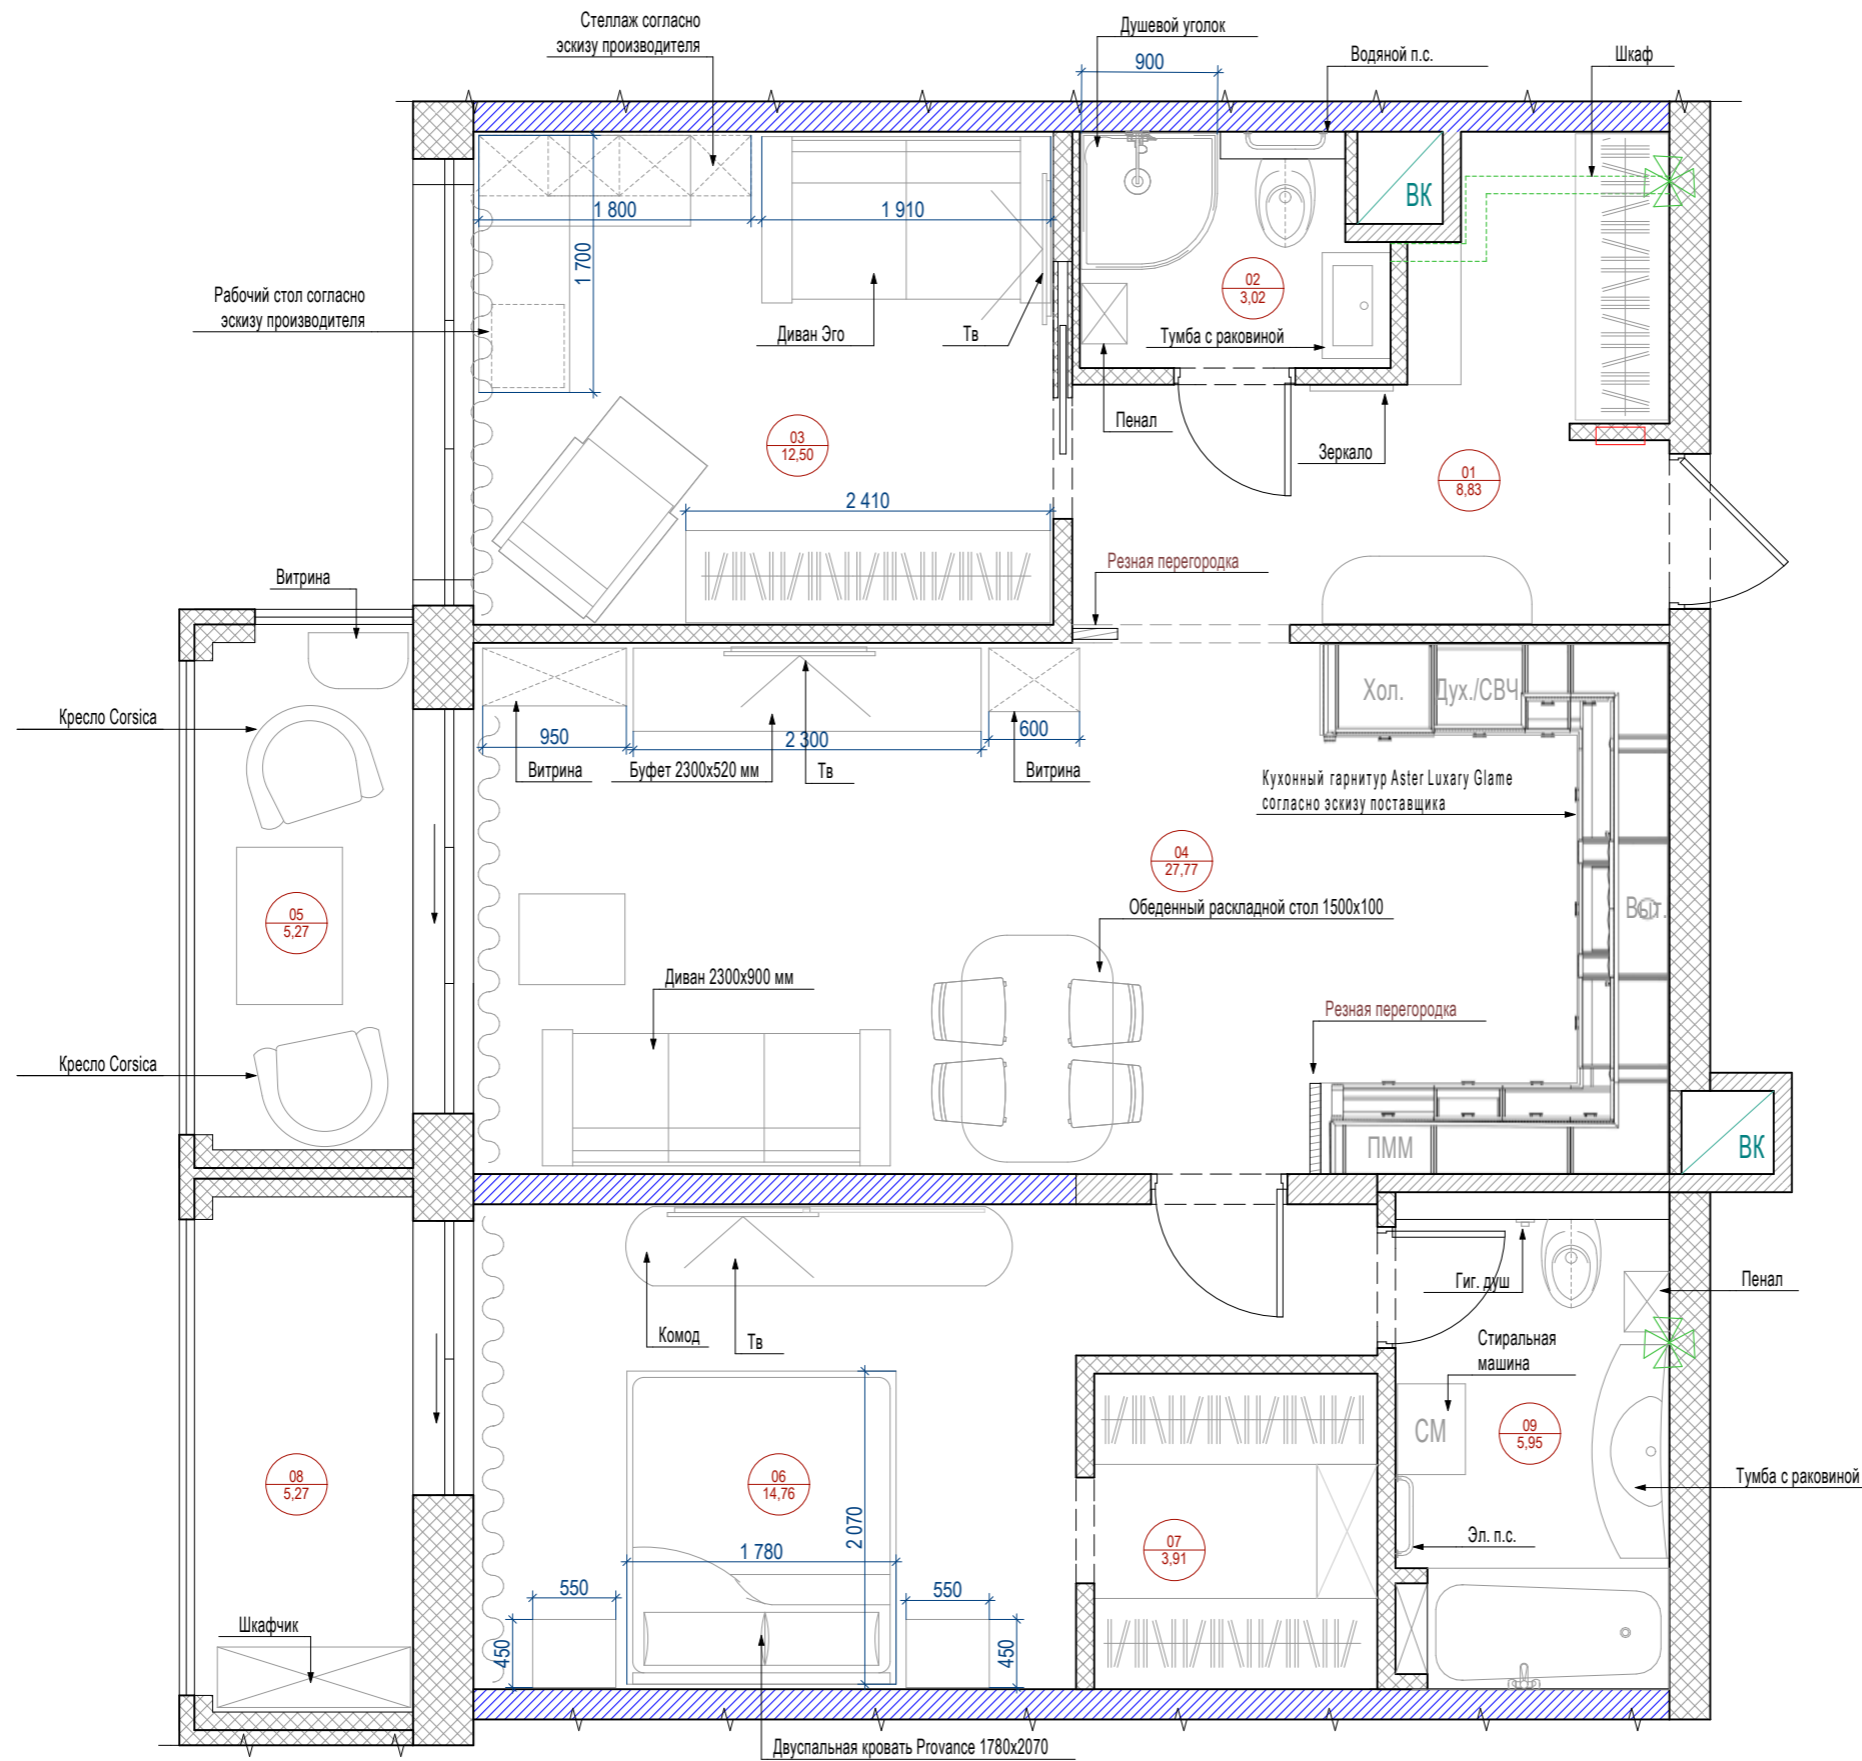 Стеллаж согласно
эскизу производителя
Душевой уголок
900
Водяной п.с.
Шкаф
ВК
1 800
1 910
1 700
Рабочий стол согласно
эскизу производителя
Диван Эго
Тв
02
3,02
Тумба с раковиной
Пенал
Зеркало
03
12,50
01
8,83
2 410
Резная перегородка
Витрина
Кресло Corsica
950
2 300
600
Витрина
Буфет 2300х520 мм
Тв
Витрина
Хол.
Дух./СВЧ
Кухонный гарнитур Aster Luxary Glame
согласно эскизу поставщика
04
27,77
05
5,27
Обеденный раскладной стол 1500х100
Выт.
Диван 2300х900 мм
Резная перегородка
Кресло Corsica
ПММ
ВК
Гиг. душ
Пенал
Комод
Тв
Стиральная
машина
СМ
09
5,95
08
5,27
06
14,76
2 070
Тумба с раковиной
1 780
07
3,91
Эл. п.с.
550
550
450
450
Шкафчик
Двуспальная кровать Provance 1780х2070